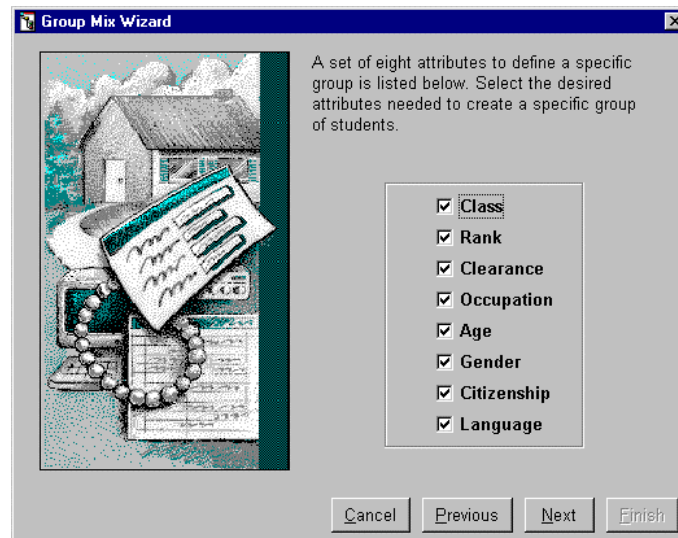 Group Mix Wizard
A set of eight attributes to define a specific
group is listed below. Select the desired
attributes needed to create a specific group
of students.
Class
Rank
Clearance
Occupation
Age
Gender
Citizenship
Language
Cancel
Previous
Next
Finish